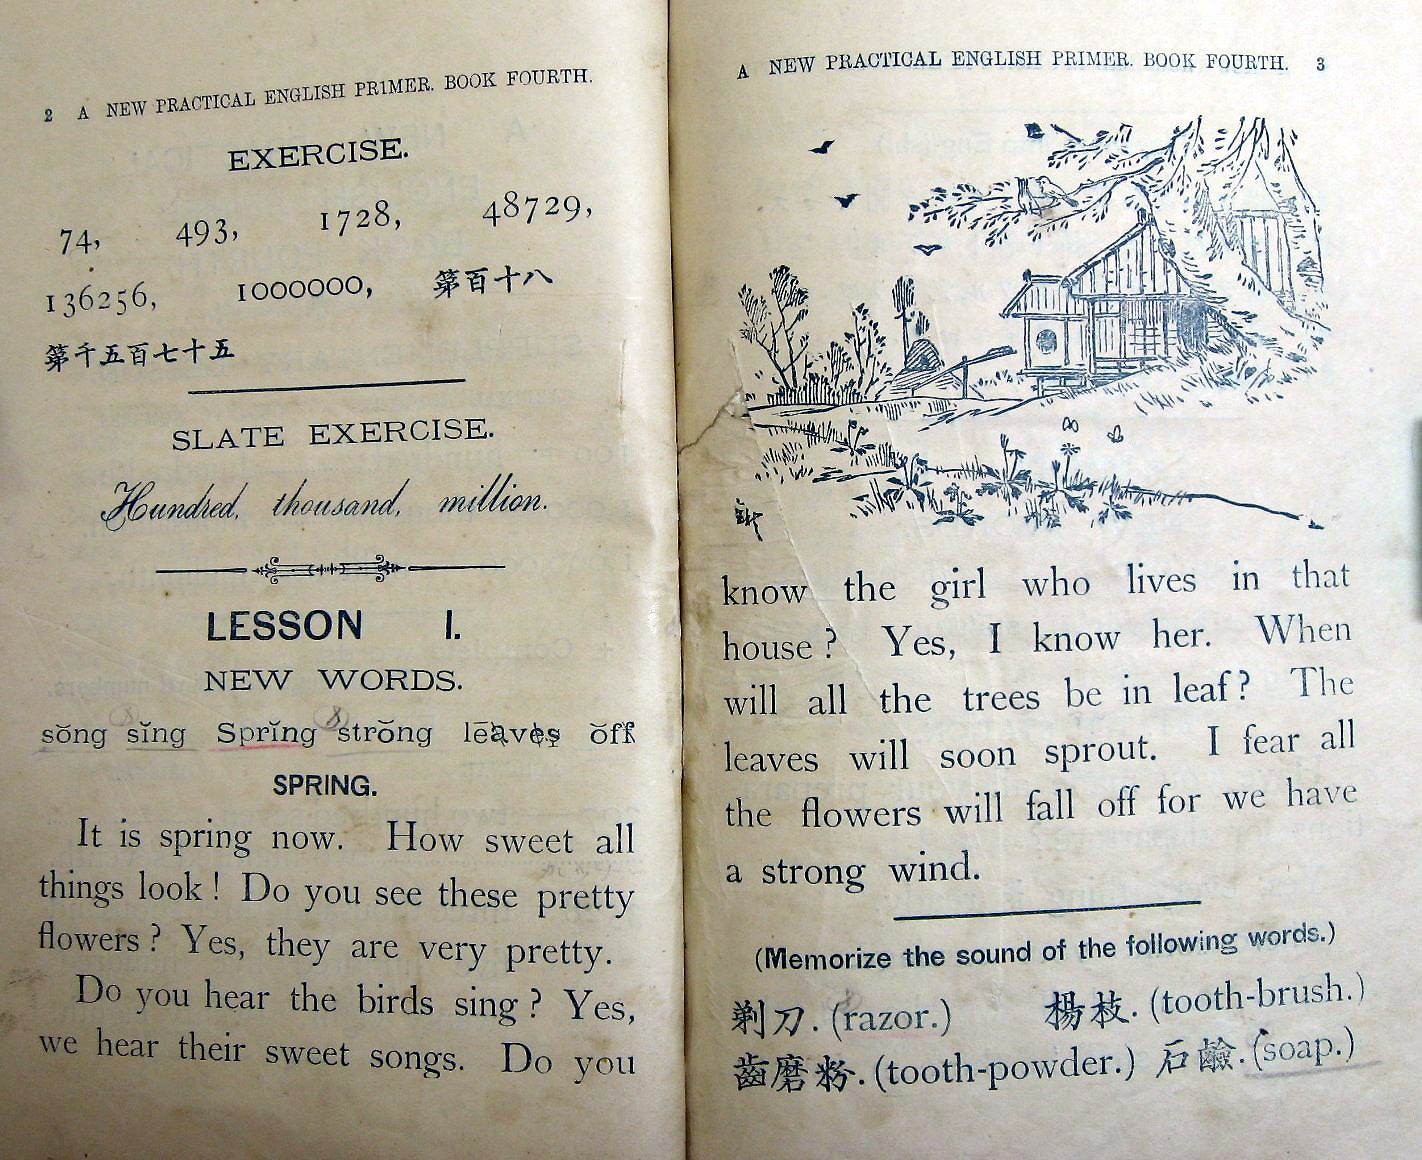 2 A NEW PRACTICAL ENGLISH PR1MER. BOOK FOURTH.
EXERCISE.
74, 493, 1728, 48729,
136256, 1000000, 第百十八
第千五百七十五
SLATE EXERCISE.
Hundred, thousand, million.
LESSON I.
NEW WORDS.
sŏng sĭng Sprĭng strŏng lēaves ŏff
SPRING.
It is spring now. How sweet all
things look! Do you see these pretty
flowers? Yes, they are very pretty.
Do you hear the birds sing? Yes,
we hear their sweet songs. Do you
A NEW PRACTICAL ENGLISH PRIMER. BOOK FOURTH. 3
know the girl who lives in that
house? Yes, I know her. When
will all the trees be in leaf? The
leaves will soon sprout. I fear all
the flowers will fall off for we have
a strong wind.
(Memorize the sound of the following words.)
剃刀. (razor.) 楊枝. (tooth-brush.)
齒磨粉. (tooth-powder.) 石鹼. (soap.)